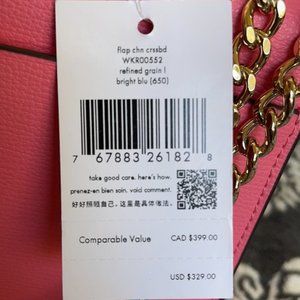 flap chn crssbd
WKR00552
refined grain l
bright blu (650)
7 67883 26182 8
take good care. here's how.
prenez-en bien soin. voici comment.
好好照顾自己。这里是具体做法。
Comparable Value CAD $399.00
USD $329.00